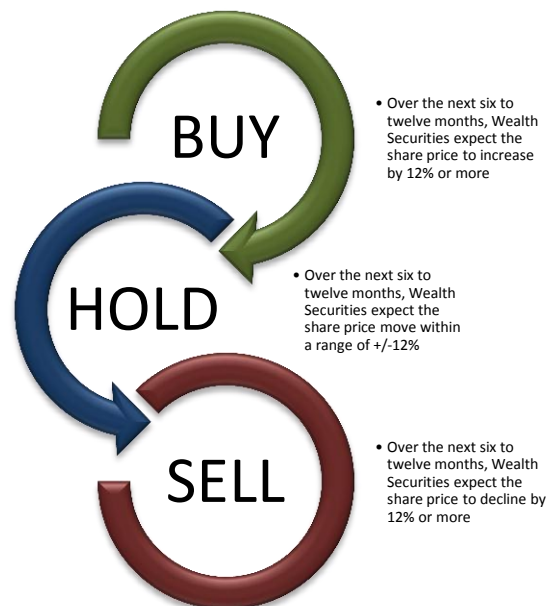 BUY
• Over the next six to
twelve months, Wealth
Securities expect the
share price to increase
by 12% or more
HOLD
• Over the next six to
twelve months, Wealth
Securities expect the
share price move within
a range of +/-12%
SELL
• Over the next six to
twelve months, Wealth
Securities expect the
share price to decline by
12% or more